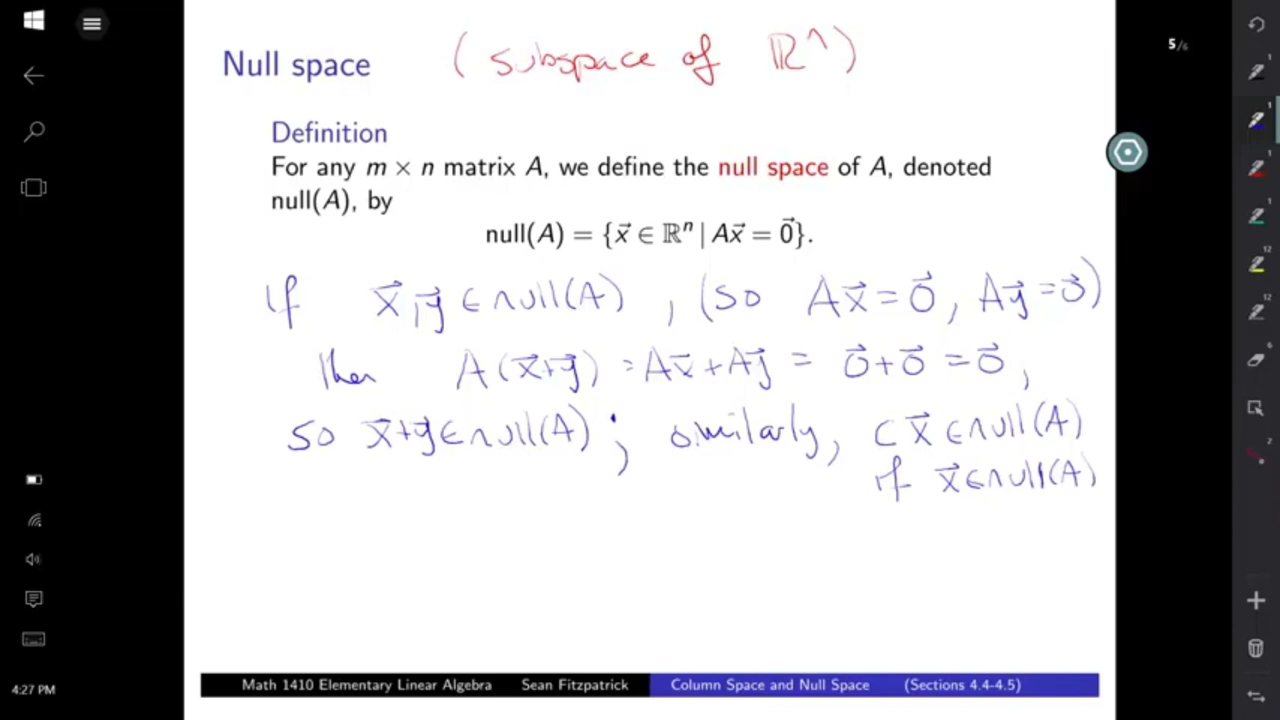 Null space (subspace of ℝⁿ)
5/6
Definition
For any m × n matrix A, we define the null space of A, denoted
null(A), by
null(A) = {x⃗ ∈ ℝⁿ | Ax⃗ = 0⃗}.
If x⃗, y⃗ ∈ null(A), (so Ax⃗ = 0⃗, Ay⃗ = 0⃗)
then A(x⃗+y⃗) = Ax⃗ + Ay⃗ = 0⃗ + 0⃗ = 0⃗,
so x⃗+y⃗ ∈ null(A); similarly, cx⃗ ∈ null(A)
if x⃗ ∈ null(A)
4:27 PM
Math 1410 Elementary Linear Algebra Sean Fitzpatrick Column Space and Null Space (Sections 4.4-4.5)